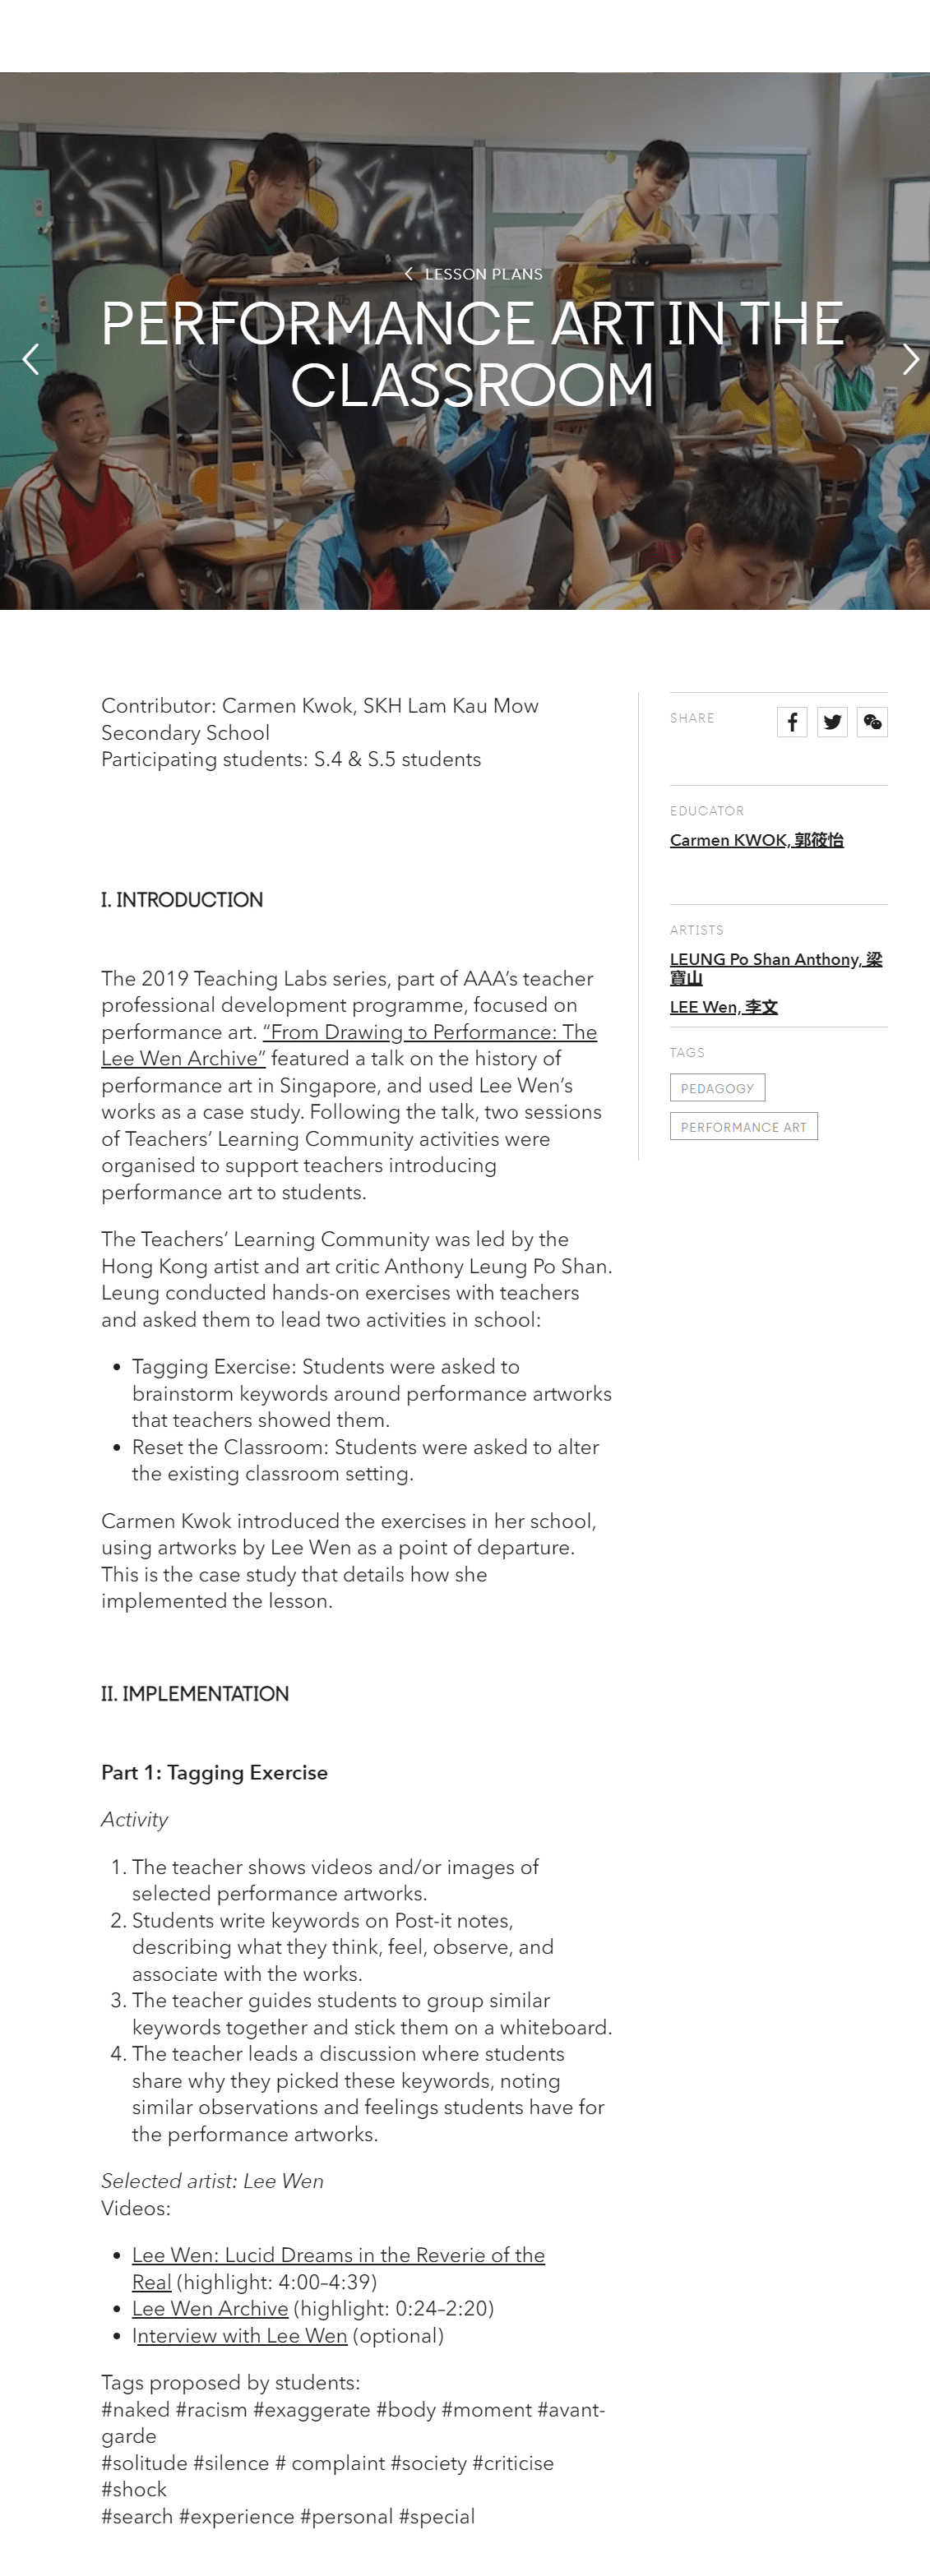 LESSON PLANS
PERFORMANCE ART IN THE
CLASSROOM
Contributor: Carmen Kwok, SKH Lam Kau Mow
Secondary School
Participating students: S.4 & S.5 students
I. INTRODUCTION
The 2019 Teaching Labs series, part of AAA’s teacher
professional development programme, focused on
performance art. “From Drawing to Performance: The
Lee Wen Archive” featured a talk on the history of
performance art in Singapore, and used Lee Wen’s
works as a case study. Following the talk, two sessions
of Teachers’ Learning Community activities were
organised to support teachers introducing
performance art to students.
The Teachers’ Learning Community was led by the
Hong Kong artist and art critic Anthony Leung Po Shan.
Leung conducted hands-on exercises with teachers
and asked them to lead two activities in school:
• Tagging Exercise: Students were asked to
brainstorm keywords around performance artworks
that teachers showed them.
• Reset the Classroom: Students were asked to alter
the existing classroom setting.
Carmen Kwok introduced the exercises in her school,
using artworks by Lee Wen as a point of departure.
This is the case study that details how she
implemented the lesson.
II. IMPLEMENTATION
Part 1: Tagging Exercise
Activity
1. The teacher shows videos and/or images of
selected performance artworks.
2. Students write keywords on Post-it notes,
describing what they think, feel, observe, and
associate with the works.
3. The teacher guides students to group similar
keywords together and stick them on a whiteboard.
4. The teacher leads a discussion where students
share why they picked these keywords, noting
similar observations and feelings students have for
the performance artworks.
Selected artist: Lee Wen
Videos:
• Lee Wen: Lucid Dreams in the Reverie of the
Real (highlight: 4:00–4:39)
• Lee Wen Archive (highlight: 0:24–2:20)
• Interview with Lee Wen (optional)
Tags proposed by students:
#naked #racism #exaggerate #body #moment #avant-
garde
#solitude #silence # complaint #society #criticise
#shock
#search #experience #personal #special
SHARE
EDUCATOR
Carmen KWOK, 郭筱怡
ARTISTS
LEUNG Po Shan Anthony, 梁
寶山
LEE Wen, 李文
TAGS
PEDAGOGY
PERFORMANCE ART